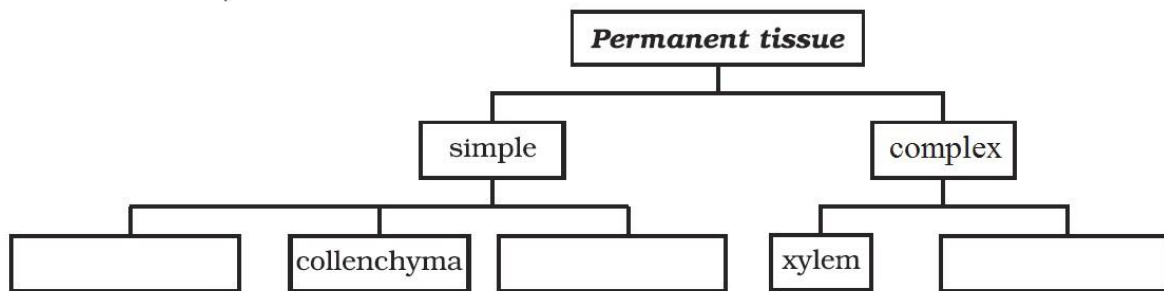 Permanent tissue
simple
complex
collenchyma
xylem